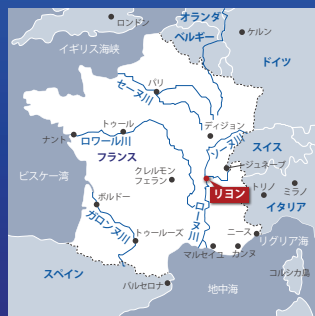 ロンドン
オランダ
ベルギー
ケルン
イギリス海峡
ドイツ
パリ
セーヌ川
トゥール
ディジョン
ナント
ロワール川
ソーヌ川
スイス
フランス
ジュネーブ
ビスケー湾
クレルモン
フェラン
トリノ
ミラノ
リヨン
ボルドー
イタリア
ローヌ川
ガロンヌ川
トゥールーズ
ニース
リグリア海
マルセイユ
カンヌ
スペイン
コルシカ島
バルセロナ
地中海